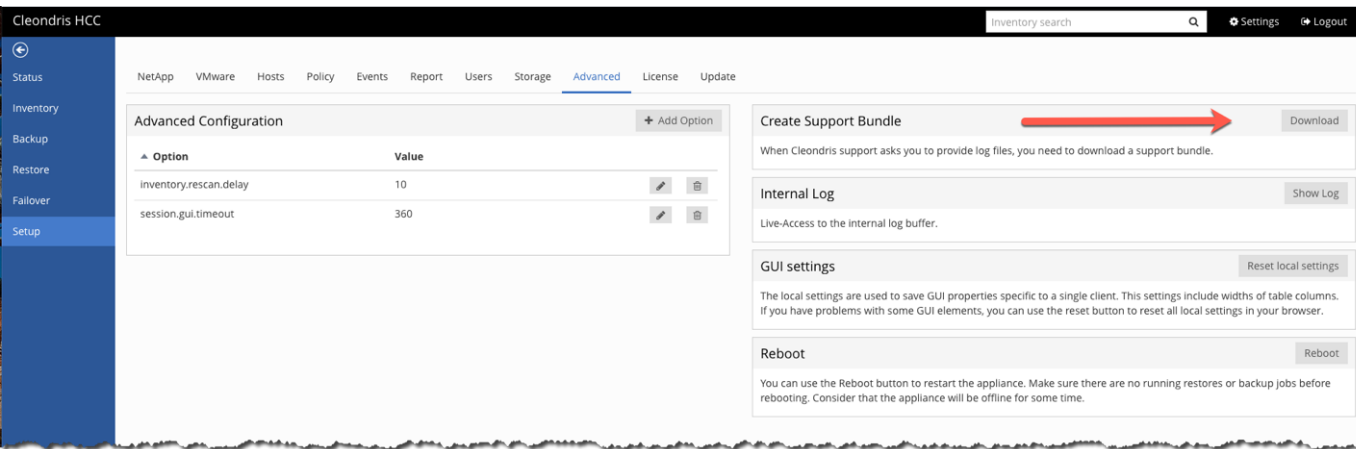 Cleondris HCC
Inventory search
Settings
Logout
Status
Inventory
Backup
Restore
Failover
Setup
NetApp VMware Hosts Policy Events Report Users Storage Advanced License Update
Advanced Configuration
+ Add Option
Option Value
inventory.rescan.delay 10
session.gui.timeout 360
Create Support Bundle
Download
When Cleondris support asks you to provide log files, you need to download a support bundle.
Internal Log
Show Log
Live-Access to the internal log buffer.
GUI settings
Reset local settings
The local settings are used to save GUI properties specific to a single client. This settings include widths of table columns.
If you have problems with some GUI elements, you can use the reset button to reset all local settings in your browser.
Reboot
Reboot
You can use the Reboot button to restart the appliance. Make sure there are no running restores or backup jobs before
rebooting. Consider that the appliance will be offline for some time.